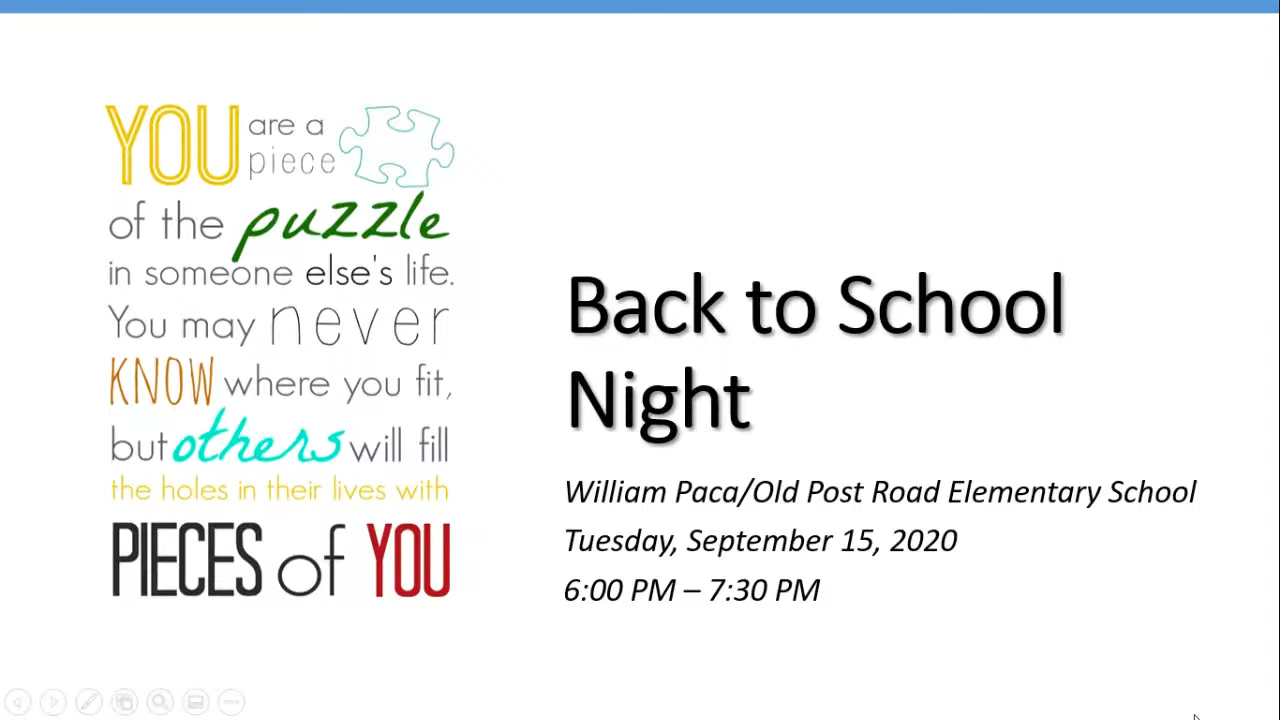 YOU are a
piece
of the puzzle
in someone else's life.
You may never
KNOW where you fit,
but others will fill
the holes in their lives with
PIECES of YOU
Back to School
Night
William Paca/Old Post Road Elementary School
Tuesday, September 15, 2020
6:00 PM – 7:30 PM